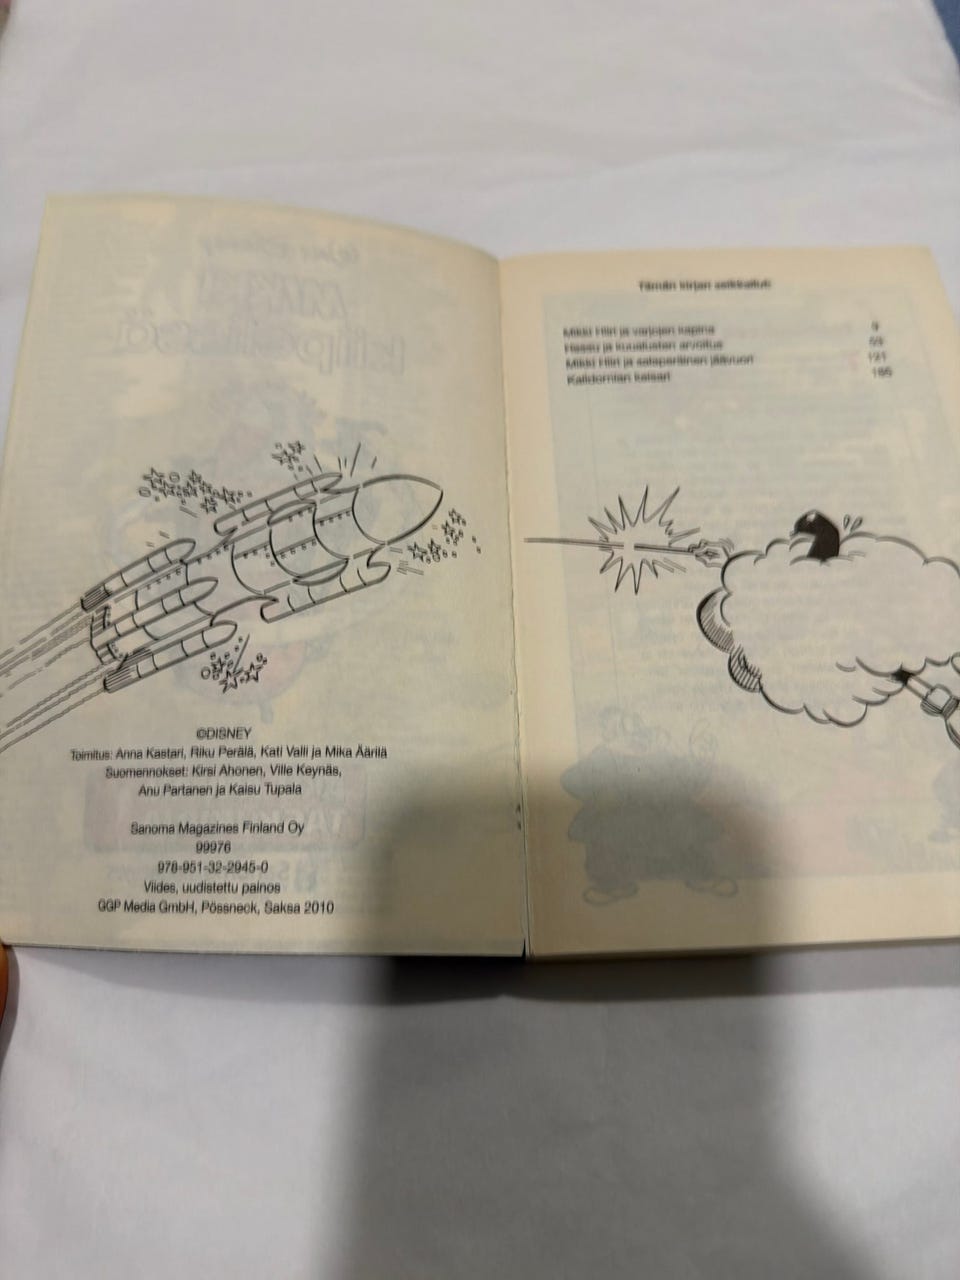 ©DISNEY
Toimitus: Anna Kastari, Riku Perälä, Kati Valli ja Mika Äärilä
Suomennokset: Kirsi Ahonen, Ville Keynäs,
Anu Partanen ja Kaisu Tupala
Sanoma Magazines Finland Oy
99976
978-951-32-2945-0
Viides, uudistettu painos
GGP Media GmbH, Pössneck, Saksa 2010
Tämän kirjan seikkailut:
Mikki Hiiri ja varjojen kapina 9
Hessu ja kuualusten arvoitus 59
Mikki Hiiri ja salaperäinen jäävuori 121
Kalidornian keisari 185